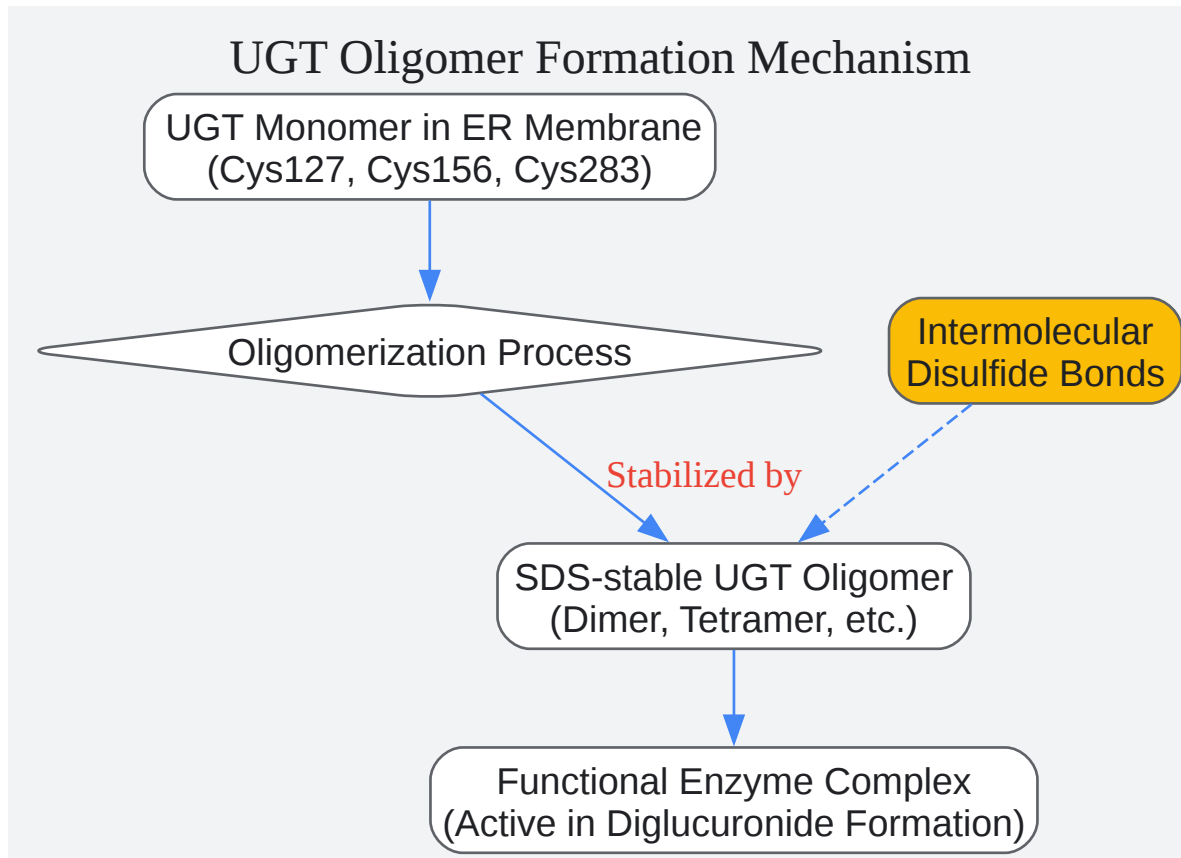 UGT Oligomer Formation Mechanism
UGT Monomer in ER Membrane
(Cys127, Cys156, Cys283)
Oligomerization Process
Intermolecular
Disulfide Bonds
Stabilized by
SDS-stable UGT Oligomer
(Dimer, Tetramer, etc.)
Functional Enzyme Complex
(Active in Diglucuronide Formation)